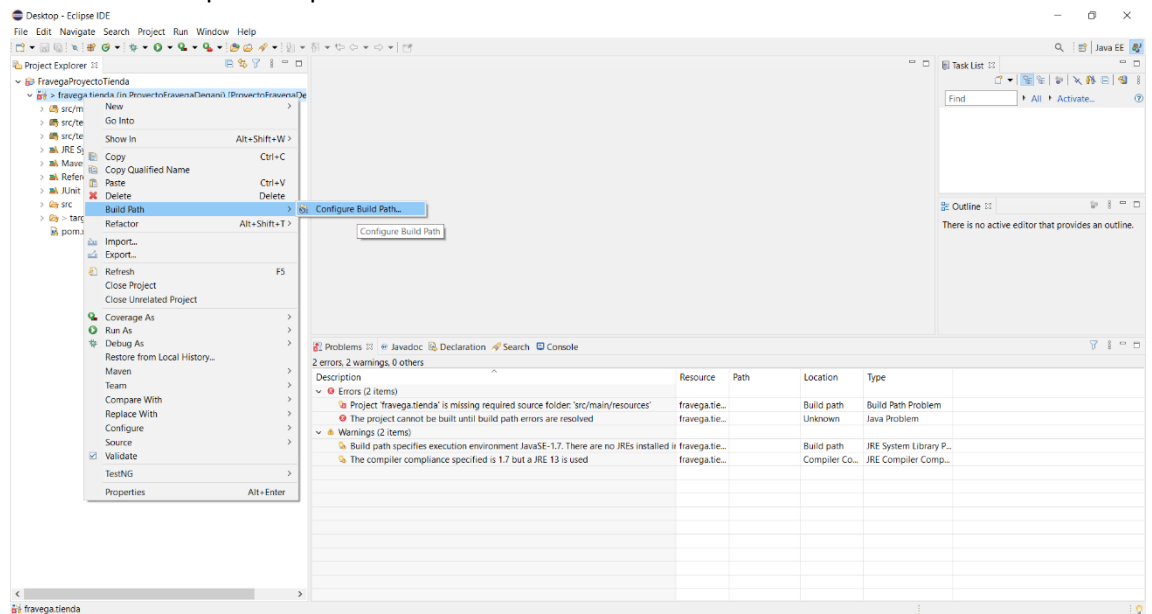 Desktop - Eclipse IDE
File Edit Navigate Search Project Run Window Help
Java EE
Project Explorer
FravegaProyectoTienda
> fravega.tienda (in ProyectoFravegaDegani) [ProyectoFravegaDe
src/m
src/te
src/te
JRE Sy
Mave
Refer
JUnit
src
> targ
pom.x
New
Go Into
Show In Alt+Shift+W >
Copy Ctrl+C
Copy Qualified Name
Paste Ctrl+V
Delete Delete
Build Path
Refactor Alt+Shift+T >
Import...
Export...
Refresh F5
Close Project
Close Unrelated Project
Coverage As
Run As
Debug As
Restore from Local History...
Maven
Team
Compare With
Replace With
Configure
Source
Validate
TestNG
Properties Alt+Enter
Configure Build Path...
Configure Build Path
Task List
Find All Activate...
Outline
There is no active editor that provides an outline.
Problems Javadoc Declaration Search Console
2 errors, 2 warnings, 0 others
Description Resource Path Location Type
Errors (2 items)
Project 'fravega.tienda' is missing required source folder: 'src/main/resources' fravega.tie... Build path Build Path Problem
The project cannot be built until build path errors are resolved fravega.tie... Unknown Java Problem
Warnings (2 items)
Build path specifies execution environment JavaSE-1.7. There are no JREs installed i fravega.tie... Build path JRE System Library P...
The compiler compliance specified is 1.7 but a JRE 13 is used fravega.tie... Compiler Co... JRE Compiler Comp...
fravega.tienda